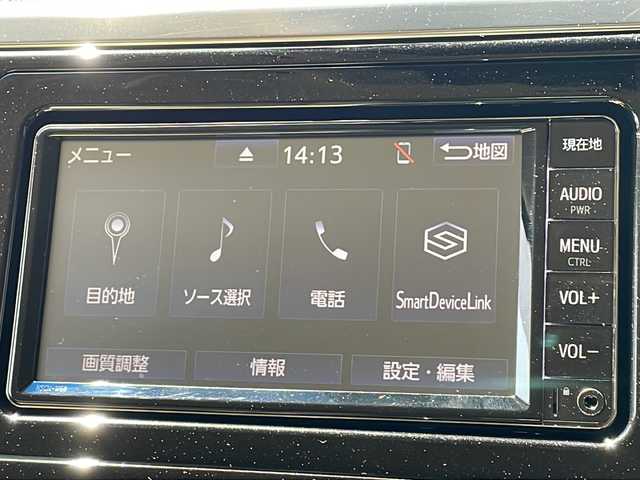 メニュー 14:13 地図
目的地 ソース選択 電話 SmartDeviceLink
画質調整 情報 設定・編集
現在地
AUDIO
PWR
MENU
CTRL
VOL+
VOL-